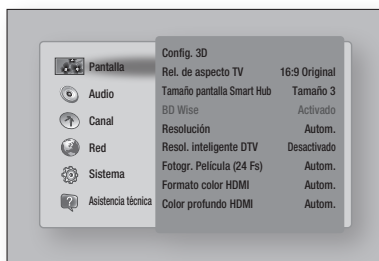 Pantalla
Audio
Canal
Red
Sistema
Asistencia técnica
Config. 3D
Rel. de aspecto TV 16:9 Original
Tamaño pantalla Smart Hub Tamaño 3
BD Wise Activado
Resolución Autom.
Resol. inteligente DTV Desactivado
Fotogr. Película (24 Fs) Autom.
Formato color HDMI Autom.
Color profundo HDMI Autom.